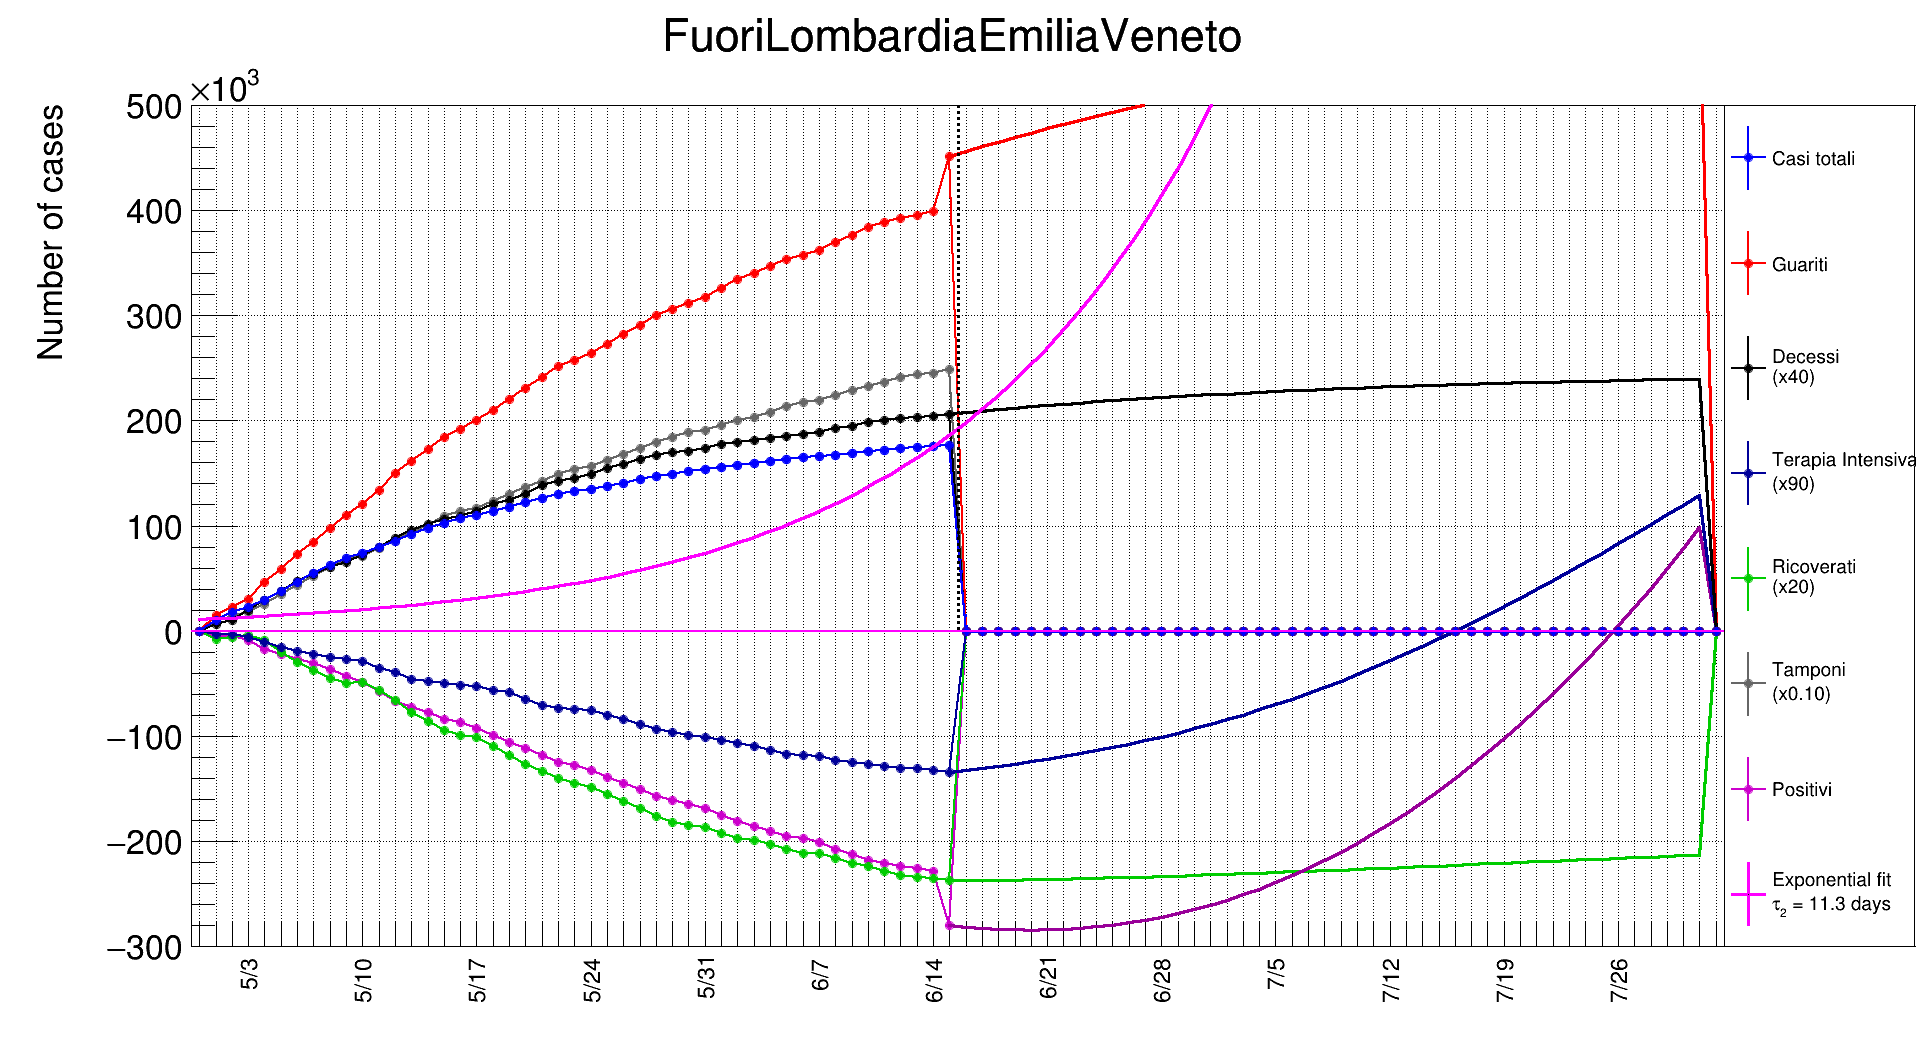 FuoriLombardiaEmiliaVeneto
×10³
Number of cases
500
400
300
200
100
0
−100
−200
−300
5/3
5/10
5/17
5/24
5/31
6/7
6/14
6/21
6/28
7/5
7/12
7/19
7/26
Casi totali
Guariti
Decessi
(x40)
Terapia Intensiva
(x90)
Ricoverati
(x20)
Tamponi
(x0.10)
Positivi
Exponential fit
τ₂ = 11.3 days